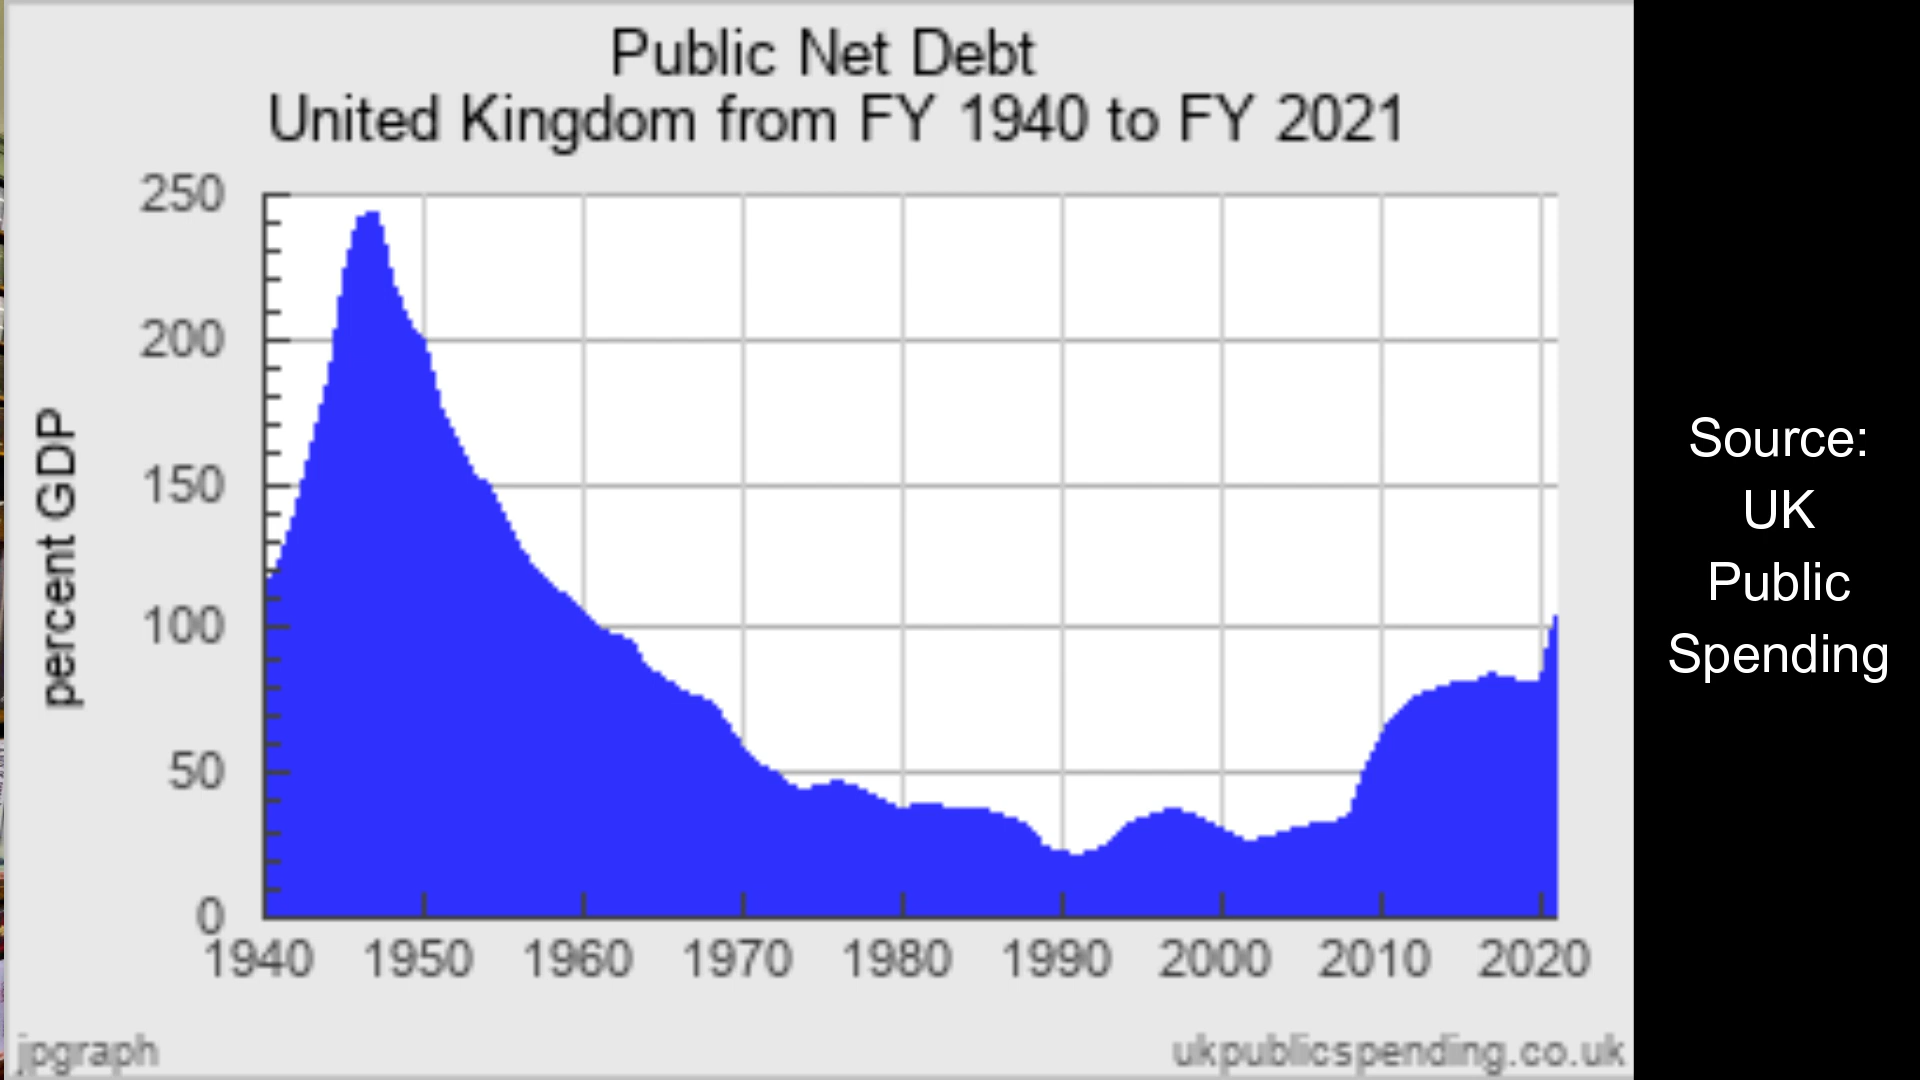 Public Net Debt
United Kingdom from FY 1940 to FY 2021
250
200
150
100
50
0
percent GDP
1940 1950 1960 1970 1980 1990 2000 2010 2020
jpgraph
ukpublicspending.co.uk
Source:
UK
Public
Spending